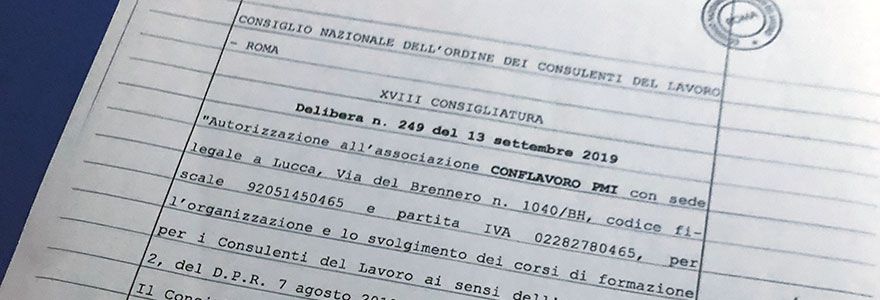 CONSIGLIO NAZIONALE DELL'ORDINE DEI CONSULENTI DEL LAVORO
- ROMA
ROMA
XVIII CONSIGLIATURA
Delibera n. 249 del 13 settembre 2019
"Autorizzazione all'associazione CONFLAVORO PMI con sede
legale a Lucca, Via del Brennero n. 1040/BH, codice fi-
scale 92051450465 e partita IVA 02282780465, per
l'organizzazione e lo svolgimento dei corsi di formazione
per i Consulenti del Lavoro ai sensi
2, del D.P.R. 7 agosto
Il